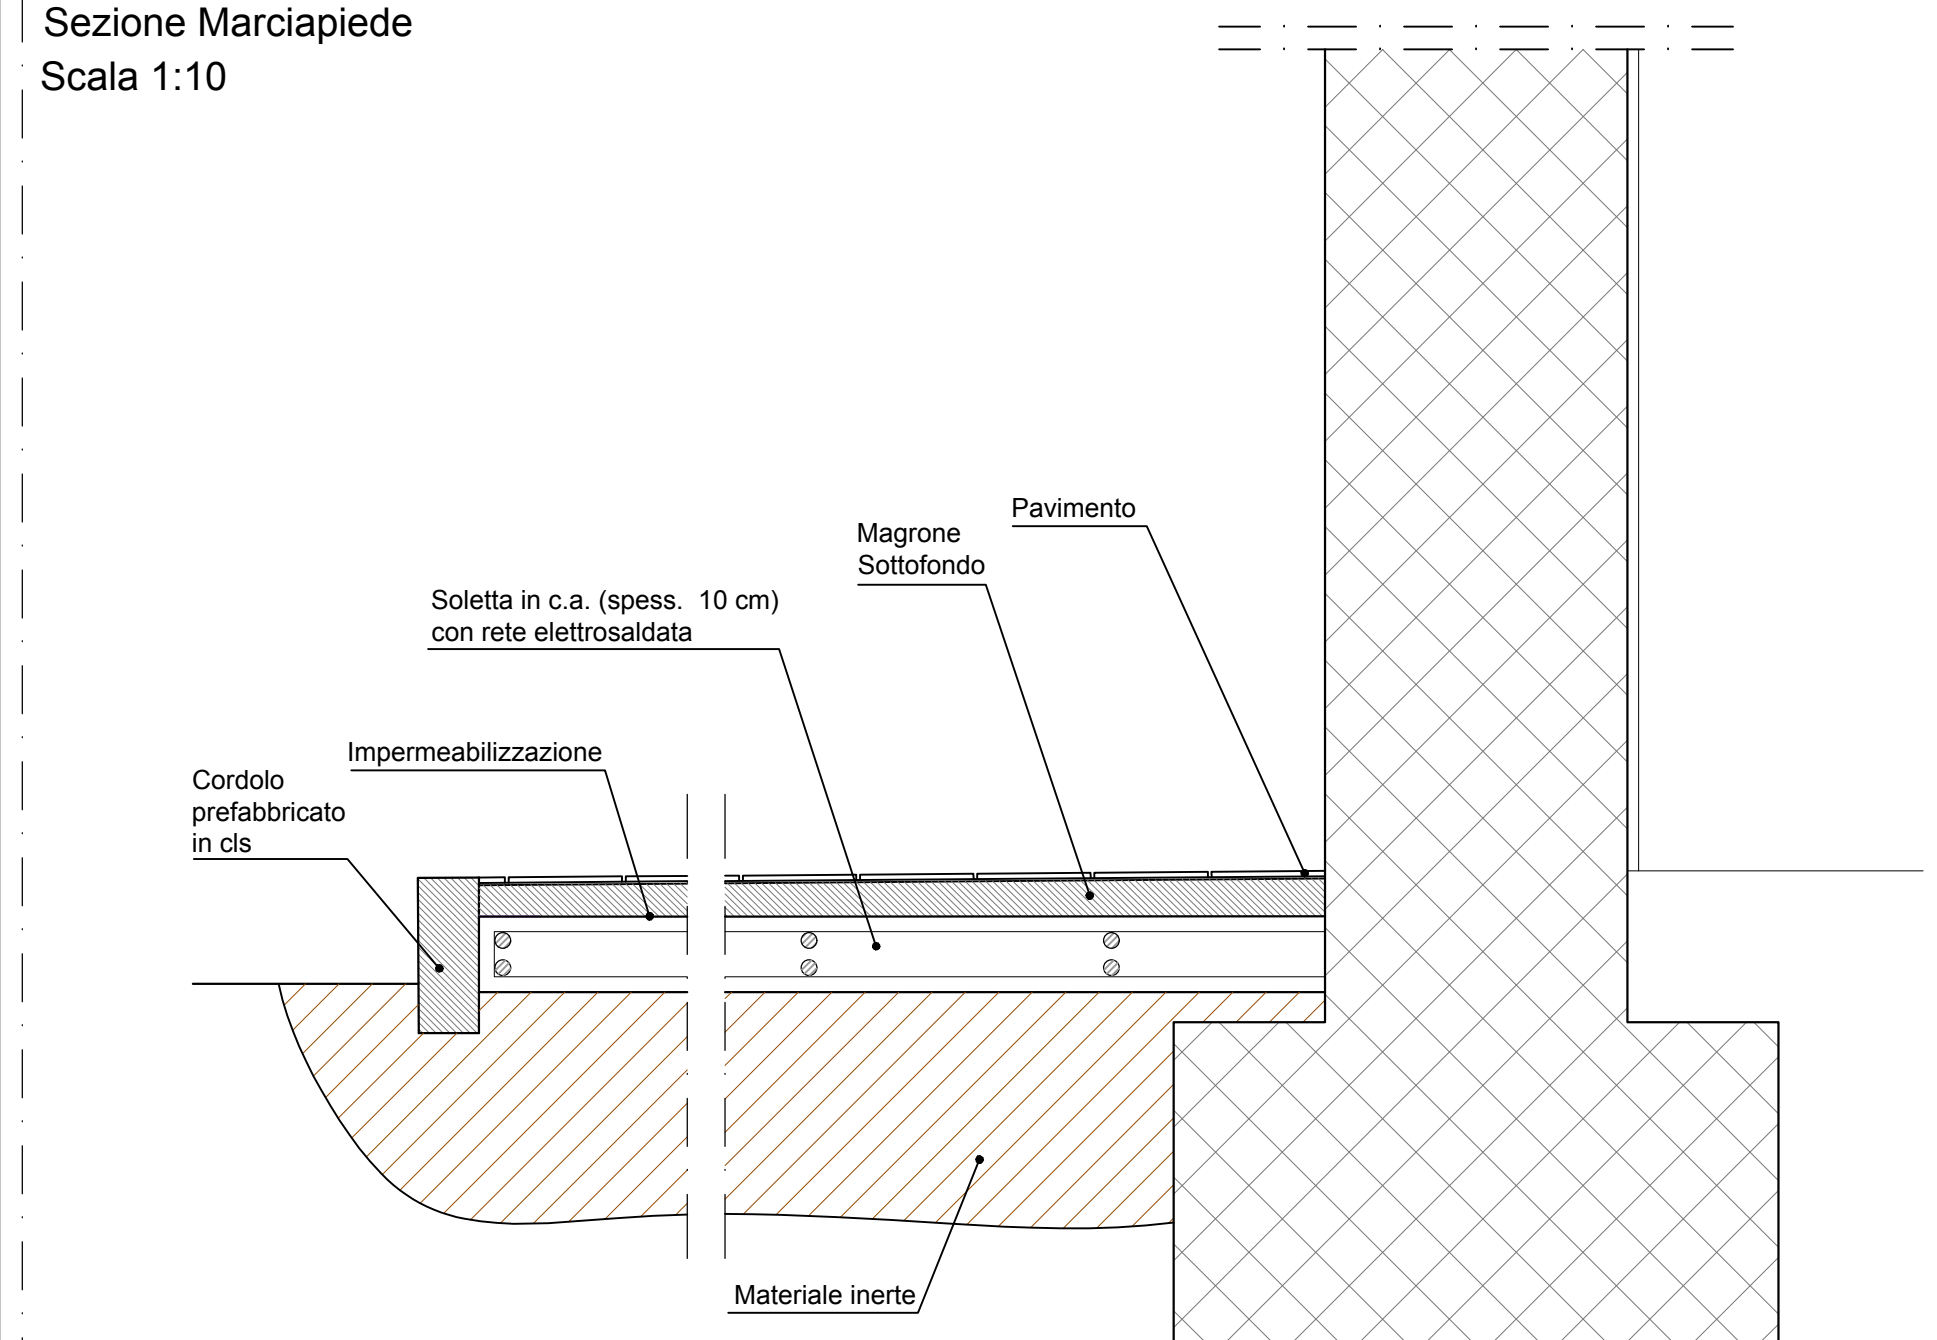 Sezione Marciapiede
Scala 1:10
Pavimento
Magrone
Sottofondo
Soletta in c.a. (spess.  10 cm)
con rete elettrosaldata
Impermeabilizzazione
Cordolo
prefabbricato
in cls
Materiale inerte